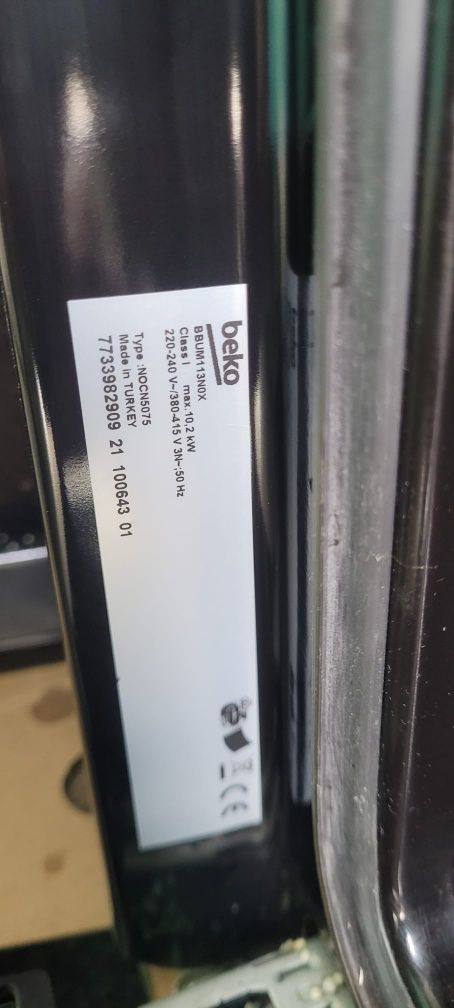 beko
BBUM113N0X
Class I max.10,2 kW
220-240 V~/380-415 V 3N~;50 Hz
Type :NOCN5075
Made in TURKEY
7733982909 21 100643 01
CE